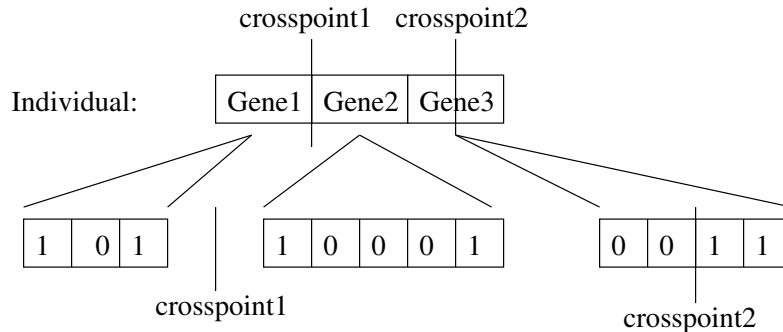 crosspoint1 crosspoint2
Individual: Gene1 Gene2 Gene3
1 0 1 1 0 0 0 1 0 0 1 1
crosspoint1
crosspoint2